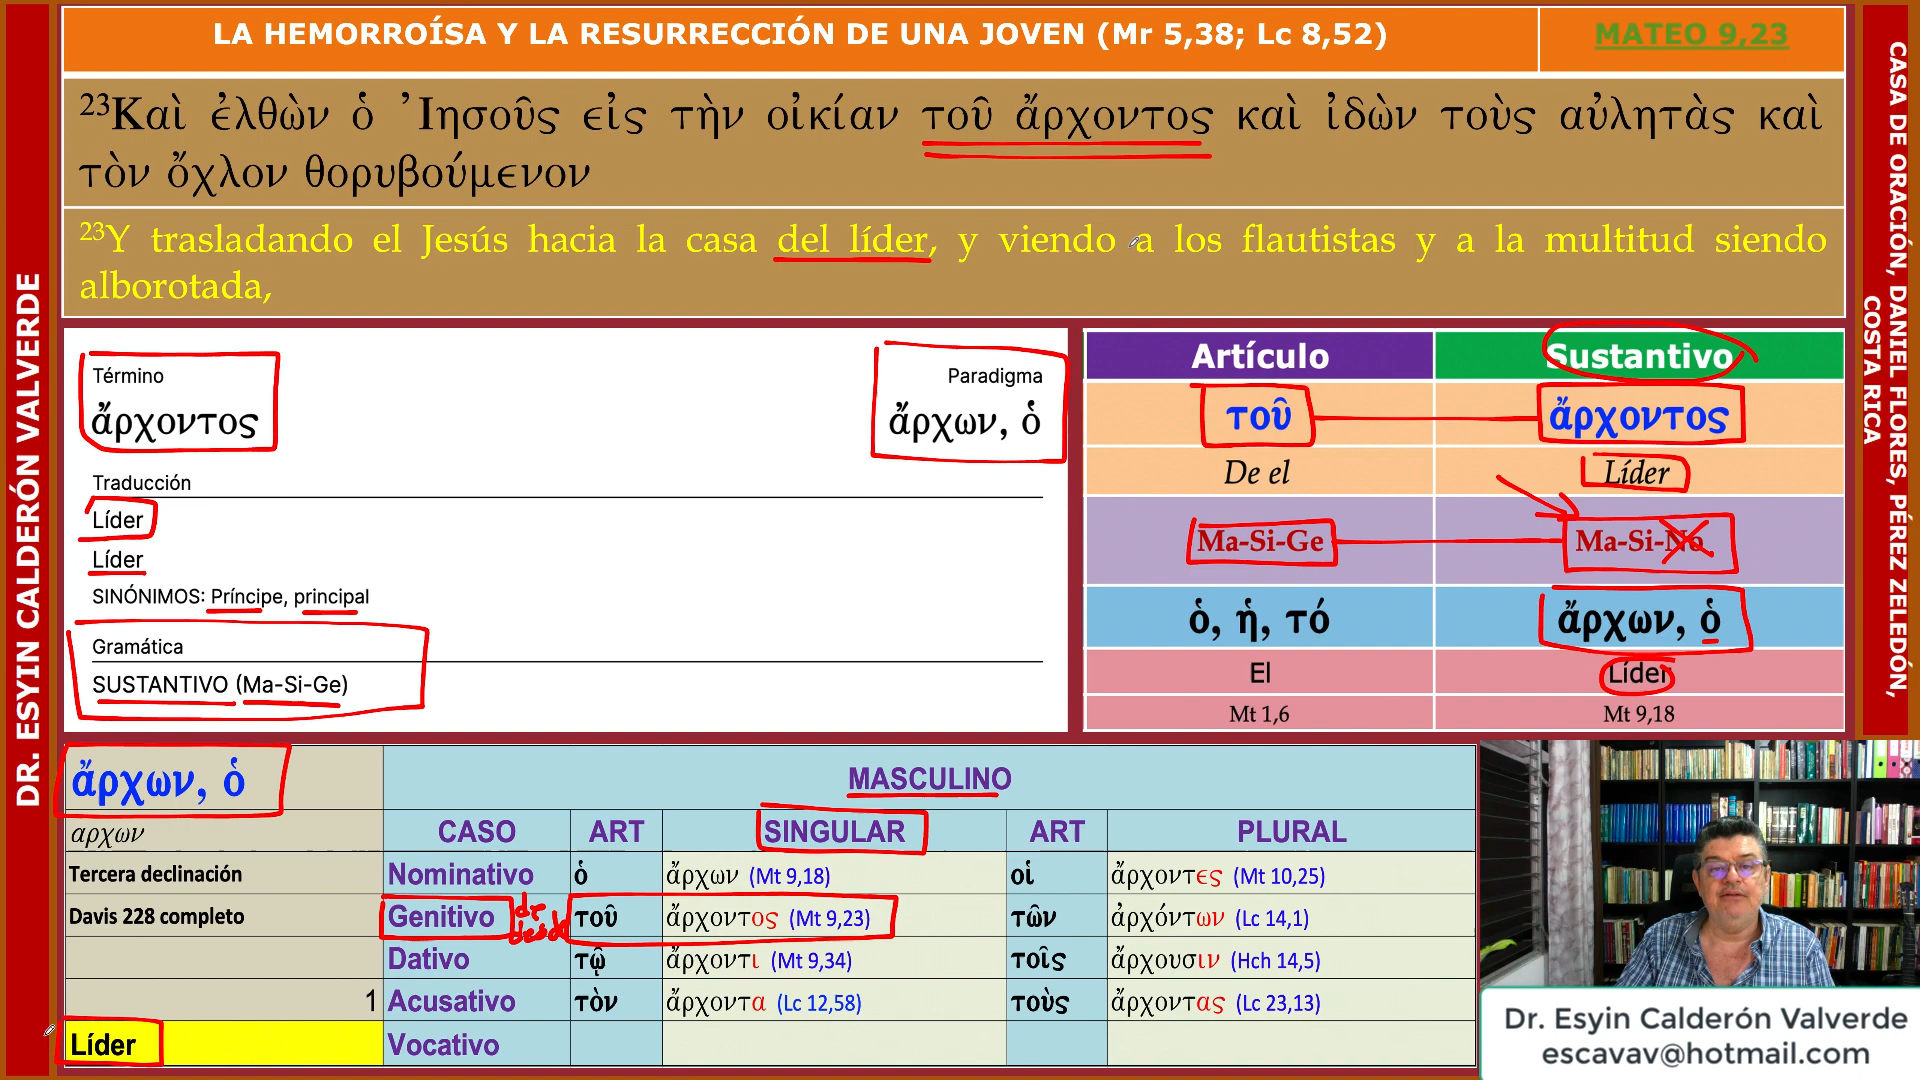 LA HEMORROÍSA Y LA RESURRECCIÓN DE UNA JOVEN (Mr 5,38; Lc 8,52)
MATEO 9,23
DR. ESYIN CALDERÓN VALVERDE
CASA DE ORACIÓN, DANIEL FLORES, PÉREZ ZELEDÓN,
COSTA RICA
²³Καὶ ἐλθὼν ὁ Ἰησοῦς εἰς τὴν οἰκίαν τοῦ ἄρχοντος καὶ ἰδὼν τοὺς αὐλητὰς καὶ
τὸν ὄχλον θορυβούμενον
²³Y trasladando el Jesús hacia la casa del líder, y viendo a los flautistas y a la multitud siendo
alborotada,
Término
ἄρχοντος
Paradigma
ἄρχων, ὁ
Traducción
Líder
Líder
SINÓNIMOS: Príncipe, principal
Gramática
SUSTANTIVO (Ma-Si-Ge)
Artículo Sustantivo
τοῦ ἄρχοντος
De el Líder
Ma-Si-Ge Ma-Si-No
ὁ, ἡ, τό ἄρχων, ὁ
El Líder
Mt 1,6 Mt 9,18
ἄρχων, ὁ MASCULINO
αρχων CASO ART SINGULAR ART PLURAL
Tercera declinación Nominativo ὁ ἄρχων (Mt 9,18) οἱ ἄρχοντες (Mt 10,25)
Davis 228 completo Genitivo de desde τοῦ ἄρχοντος (Mt 9,23) τῶν ἀρχόντων (Lc 14,1)
Dativo τῷ ἄρχοντι (Mt 9,34) τοῖς ἄρχουσιν (Hch 14,5)
1 Acusativo τὸν ἄρχοντα (Lc 12,58) τοὺς ἄρχοντας (Lc 23,13)
Líder Vocativo
Dr. Esyin Calderón Valverde
escavav@hotmail.com